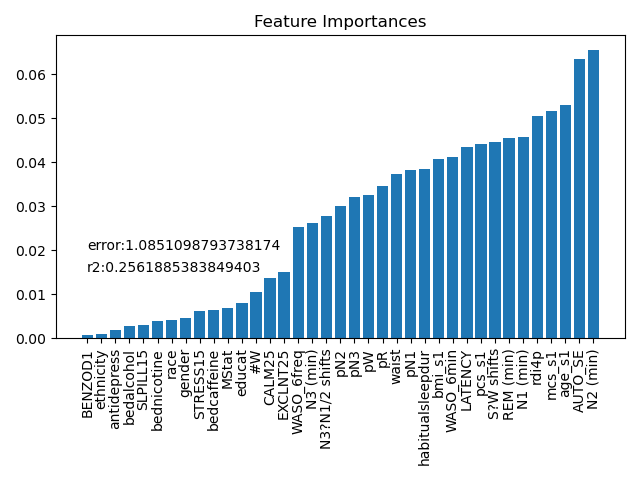 Feature Importances
0.06
0.05
0.04
0.03
0.02
0.01
0.00
error:1.0851098793738174
r2:0.2561885383849403
BENZOD1
ethnicity
antidepress
bedalcohol
SLPILL15
bednicotine
race
gender
STRESS15
bedcaffeine
MStat
educat
#W
CALM25
EXCLNT25
WASO_6freq
N3 (min)
N3?N1/2 shifts
pN2
pN3
pW
pR
waist
pN1
habitualsleepdur
bmi_s1
WASO_6min
LATENCY
pcs_s1
S?W shifts
REM (min)
N1 (min)
rdi4p
mcs_s1
age_s1
AUTO_SE
N2 (min)